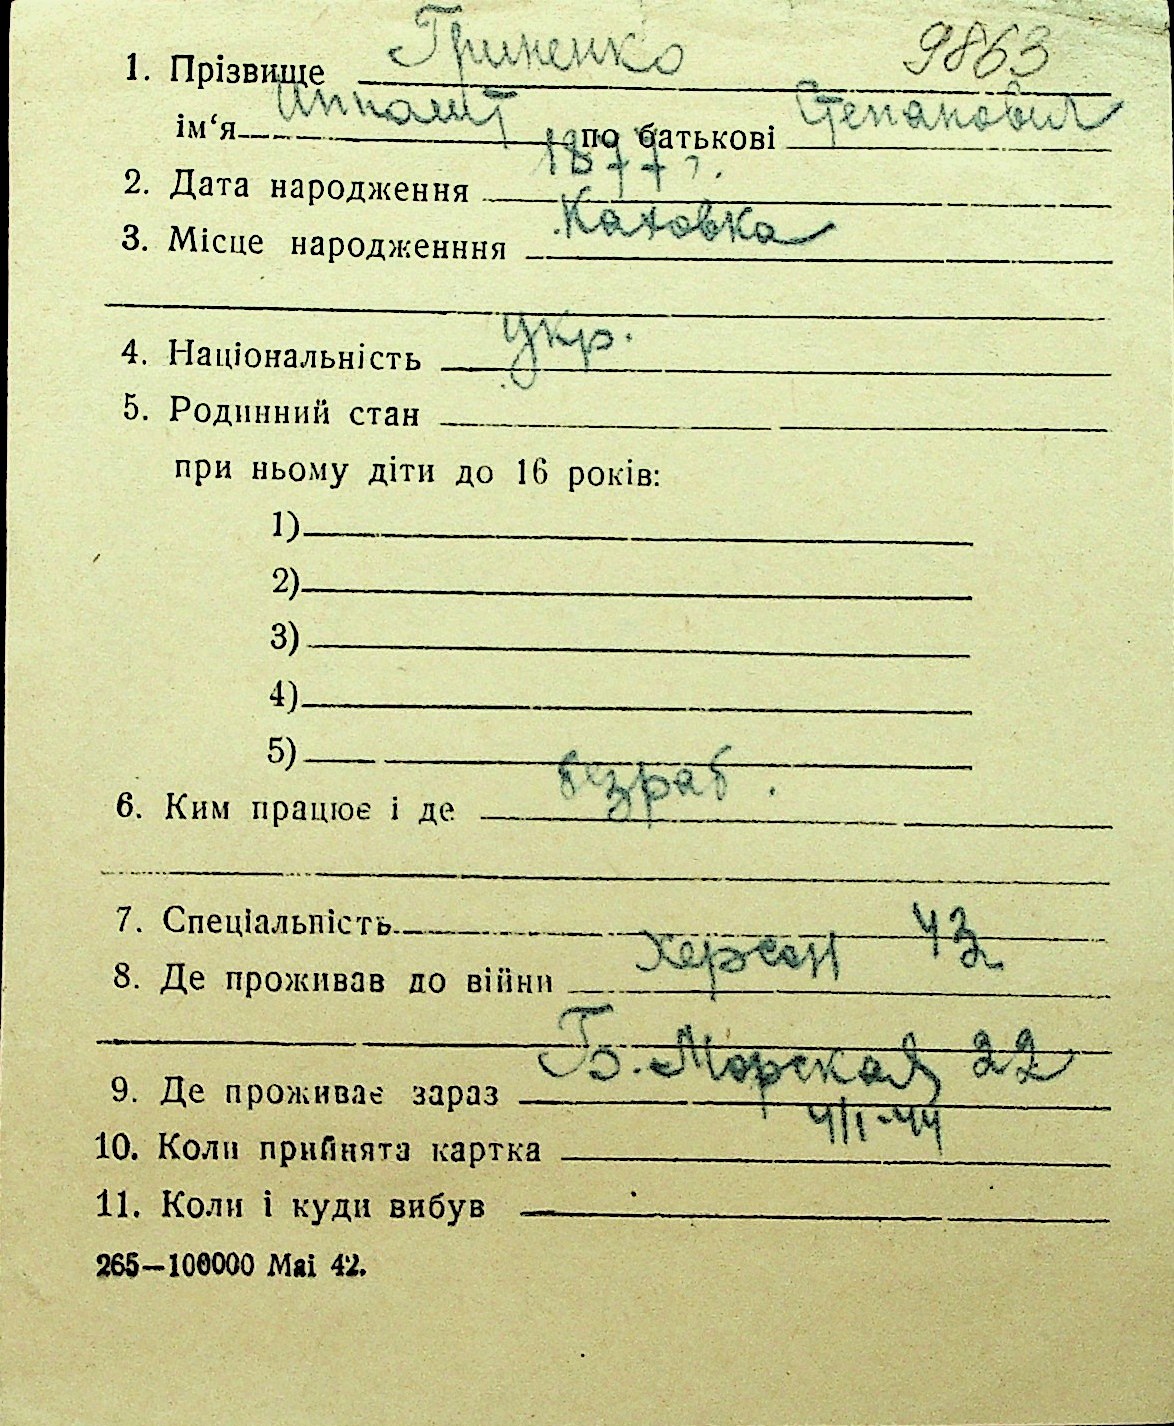 9863
1. Прізвище Гриненко
ім‘я Ипполит по батькові Степанович
2. Дата народження 1877 г.
3. Місце народженння Каховка
4. Національність укр.
5. Родинний стан
при ньому діти до 16 років:
1)
2)
3)
4)
5)
6. Ким працює і де безраб.
7. Спеціальність
8. Де проживав до війни Херсон 43
9. Де проживає зараз Б. Морская 22
10. Коли прийнята картка 4/I-44
11. Коли і куди вибув
265—100000 Mai 42.